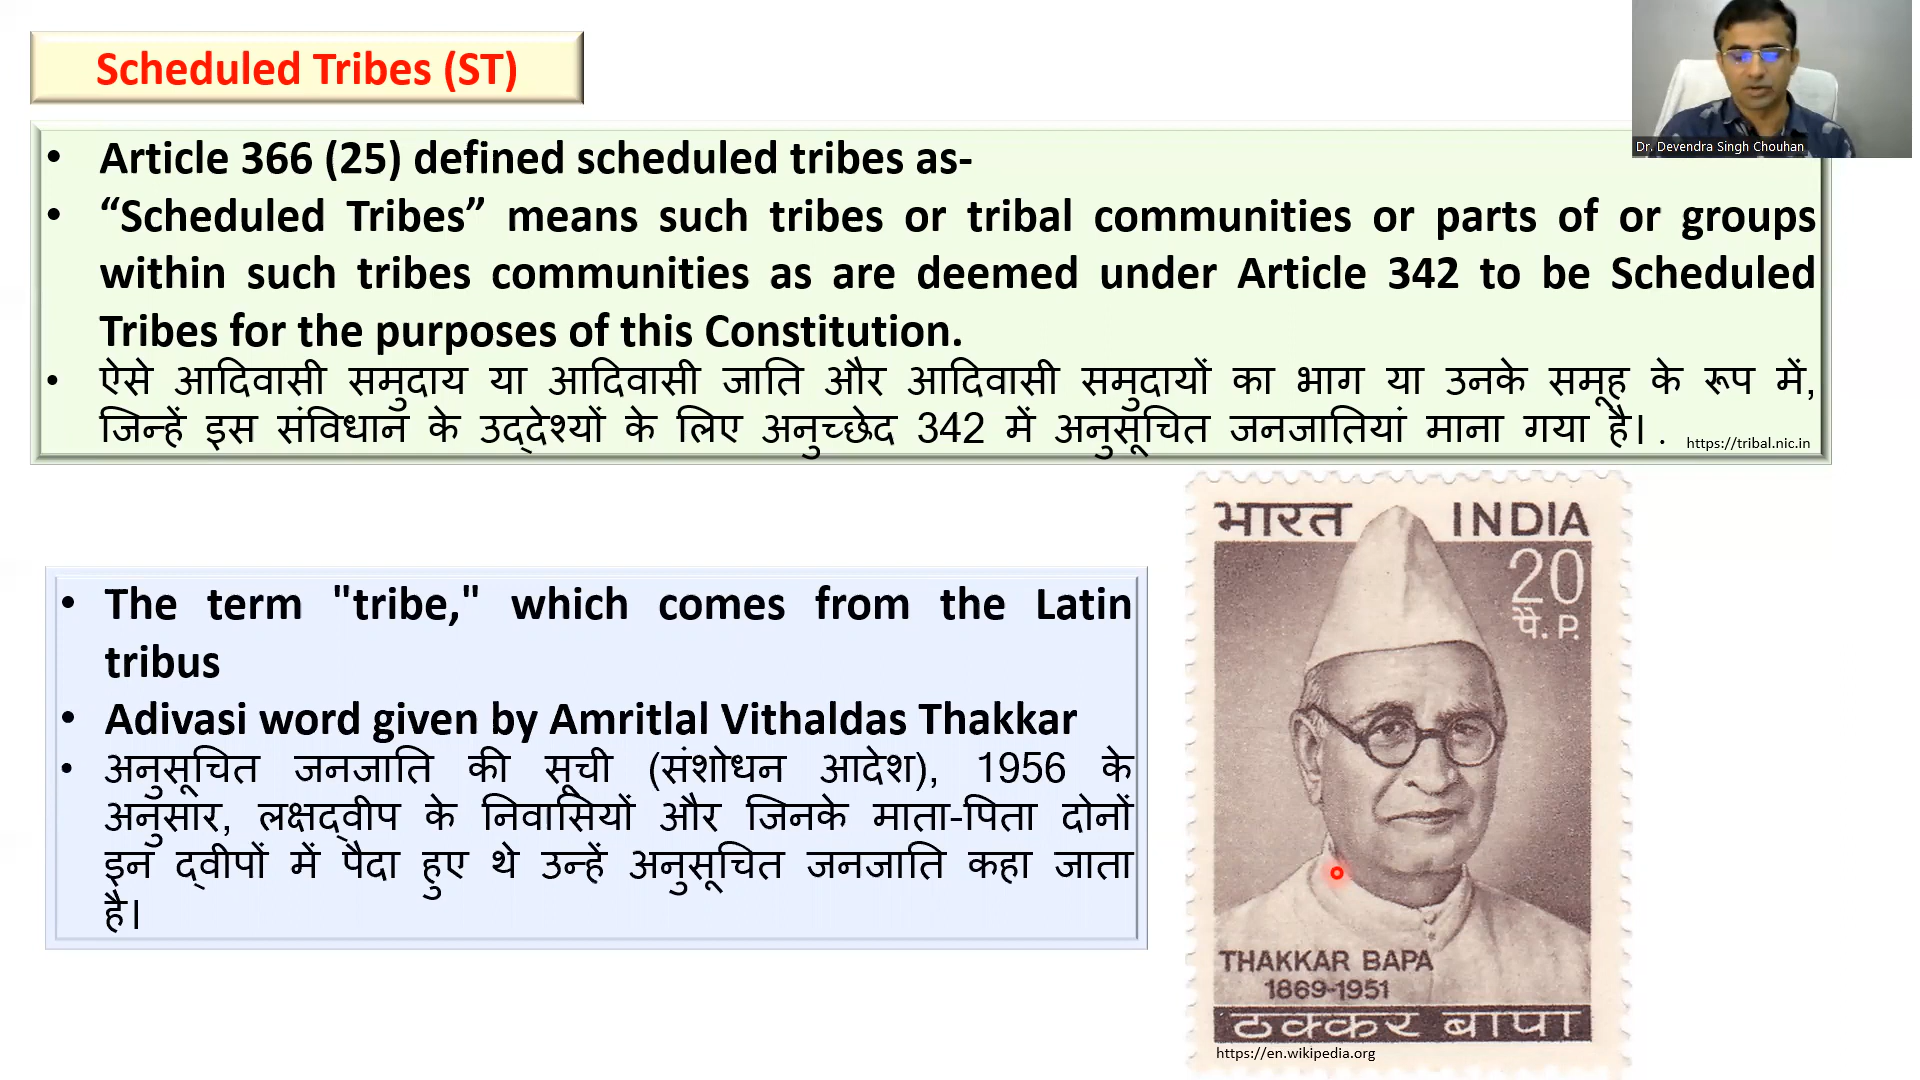 Scheduled Tribes (ST)
Dr. Devendra Singh Chouhan
• Article 366 (25) defined scheduled tribes as-
• “Scheduled Tribes” means such tribes or tribal communities or parts of or groups
within such tribes communities as are deemed under Article 342 to be Scheduled
Tribes for the purposes of this Constitution.
• ऐसे आदिवासी समुदाय या आदिवासी जाति और आदिवासी समुदायों का भाग या उनके समूह के रूप में,
जिन्हें इस संविधान के उद्देश्यों के लिए अनुच्छेद 342 में अनुसूचित जनजातियां माना गया है। . https://tribal.nic.in
• The term "tribe," which comes from the Latin
tribus
• Adivasi word given by Amritlal Vithaldas Thakkar
• अनुसूचित जनजाति की सूची (संशोधन आदेश), 1956 के
अनुसार, लक्षद्वीप के निवासियों और जिनके माता-पिता दोनों
इन द्वीपों में पैदा हुए थे उन्हें अनुसूचित जनजाति कहा जाता
है।
भारत INDIA
20
पै. P.
THAKKAR BAPA
1869-1951
ठक्कर बापा
https://en.wikipedia.org